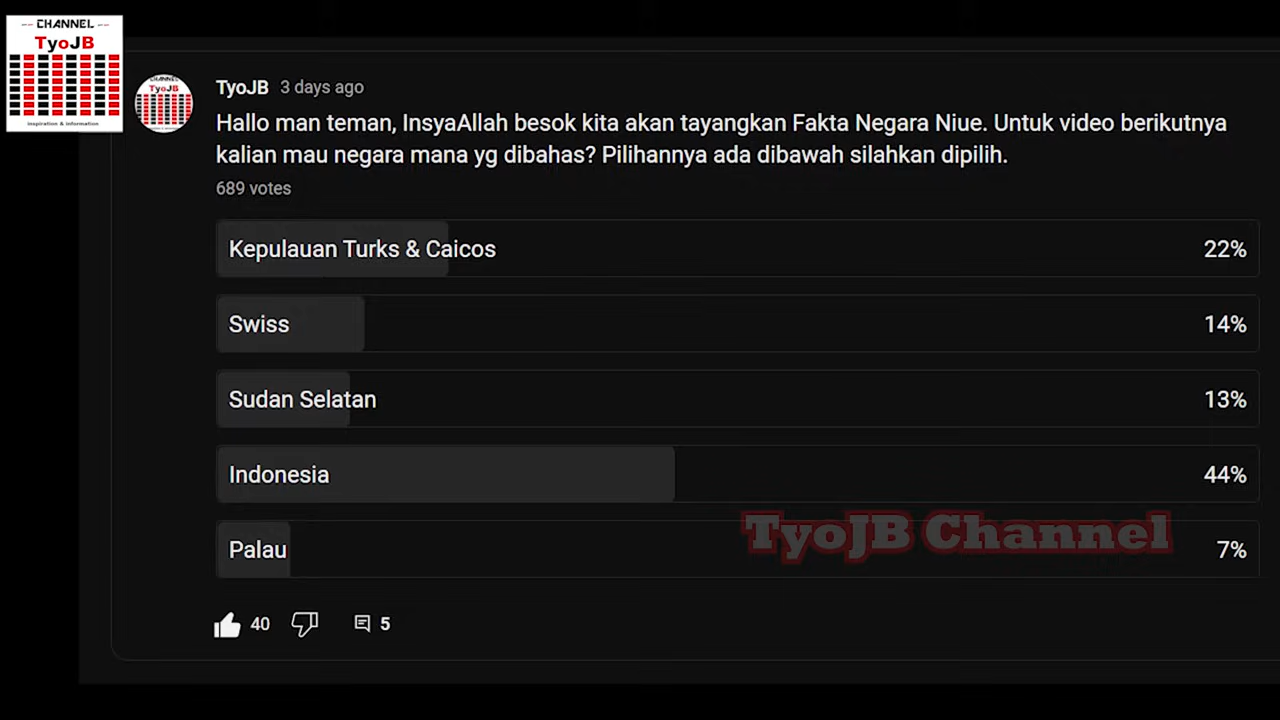 -- CHANNEL --
TyoJB
Inspiration & Information
CHANNEL
TyoJB
TyoJB 3 days ago
Hallo man teman, InsyaAllah besok kita akan tayangkan Fakta Negara Niue. Untuk video berikutnya
kalian mau negara mana yg dibahas? Pilihannya ada dibawah silahkan dipilih.
689 votes
Kepulauan Turks & Caicos 22%
Swiss 14%
Sudan Selatan 13%
Indonesia 44%
Palau 7%
TyoJB Channel
40 5